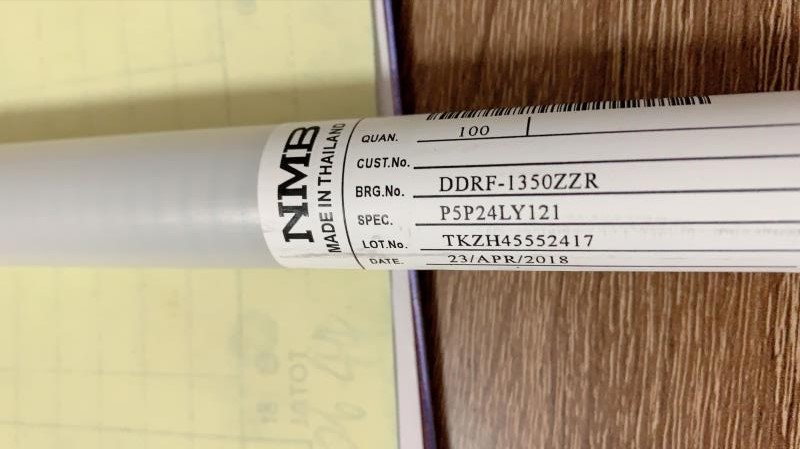 NMB
MADE IN THAILAND
QUAN. 100
CUST.No.
BRG.No. DDRF-1350ZZR
SPEC. P5P24LY121
LOT.No. TKZH45552417
DATE. 23/APR/2018
TOTAL